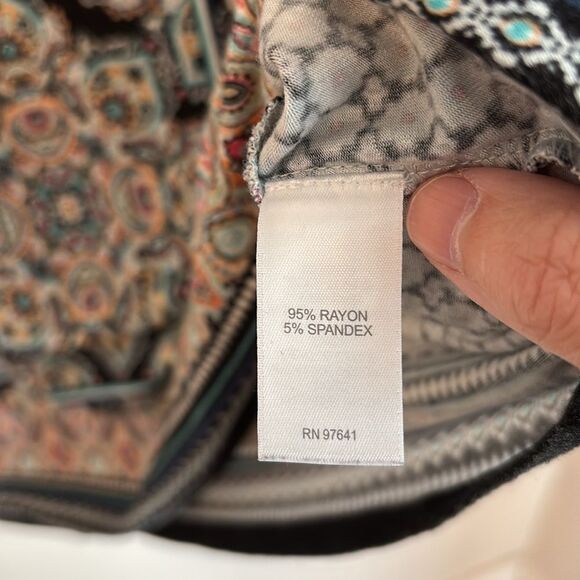 95% RAYON
5% SPANDEX
RN 97641